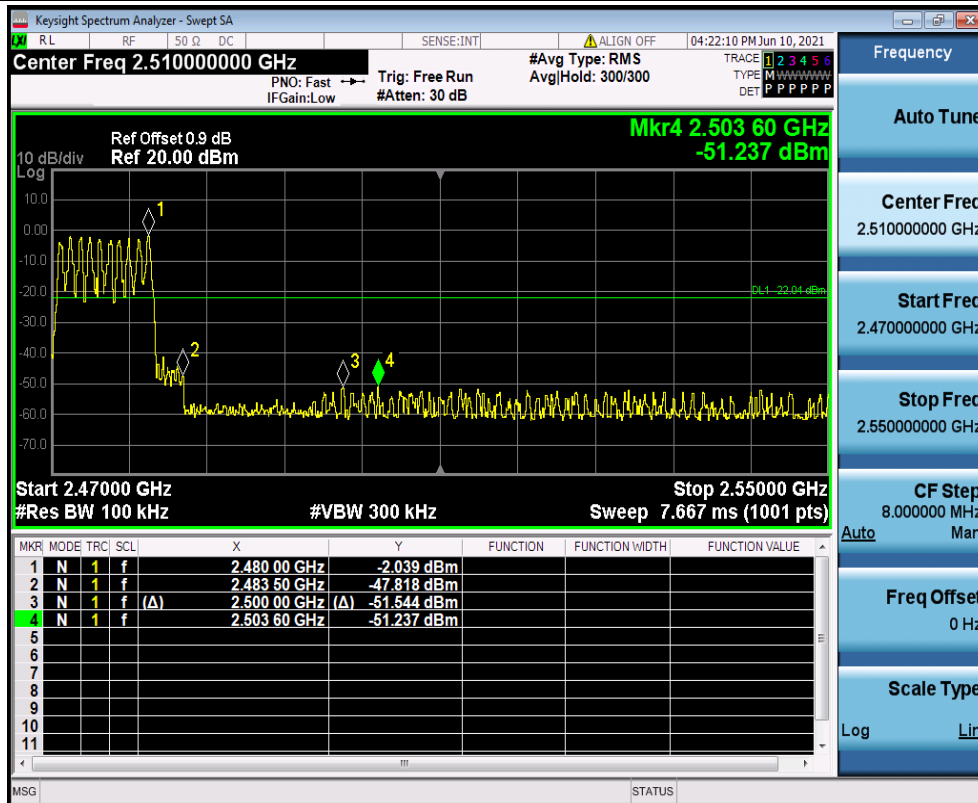 Keysight Spectrum Analyzer - Swept SA
LXI RL RF 50 Ω DC SENSE:INT ALIGN OFF 04:22:10 PM Jun 10, 2021
Center Freq 2.510000000 GHz
PNO: Fast
IFGain:Low
Trig: Free Run
#Atten: 30 dB
#Avg Type: RMS
Avg|Hold: 300/300
TRACE 1 2 3 4 5 6
TYPE M WWWWW
DET P P P P P P
Mkr4 2.503 60 GHz
-51.237 dBm
Ref Offset 0.9 dB
10 dB/div Ref 20.00 dBm
Log
10.0
0.00
-10.0
-20.0
-30.0
-40.0
-50.0
-60.0
-70.0
1
2
3
4
DL1 -22.04 dBm
Start 2.47000 GHz Stop 2.55000 GHz
#Res BW 100 kHz #VBW 300 kHz Sweep 7.667 ms (1001 pts)
MKR MODE TRC SCL X Y FUNCTION FUNCTION WIDTH FUNCTION VALUE
1 N 1 f 2.480 00 GHz -2.039 dBm
2 N 1 f 2.483 50 GHz -47.818 dBm
3 N 1 f (Δ) 2.500 00 GHz (Δ) -51.544 dBm
4 N 1 f 2.503 60 GHz -51.237 dBm
5
6
7
8
9
10
11
MSG STATUS
Frequency
Auto Tune
Center Freq
2.510000000 GHz
Start Freq
2.470000000 GHz
Stop Freq
2.550000000 GHz
CF Step
8.000000 MHz
Auto Man
Freq Offset
0 Hz
Scale Type
Log Lin